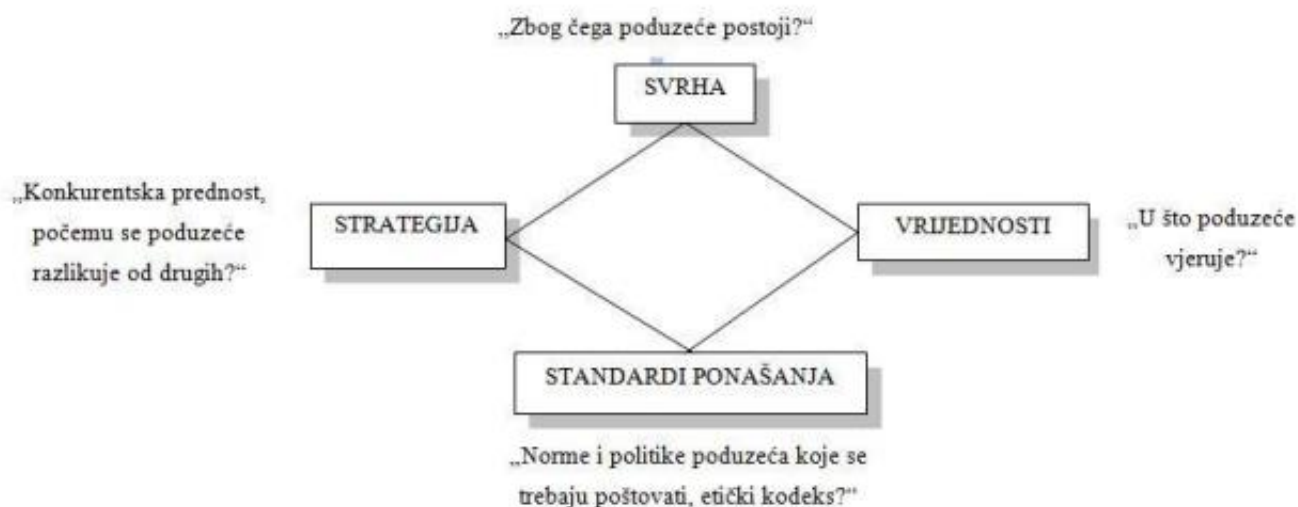 „Zbog čega poduzeće postoji?“
SVRHA
„Konkurentska prednost,
počemu se poduzeće
razlikuje od drugih?“
STRATEGIJA
VRIJEDNOSTI
„U što poduzeće
vjeruje?“
STANDARDI PONAŠANJA
„Norme i politike poduzeća koje se
trebaju poštovati, etički kodeks?“